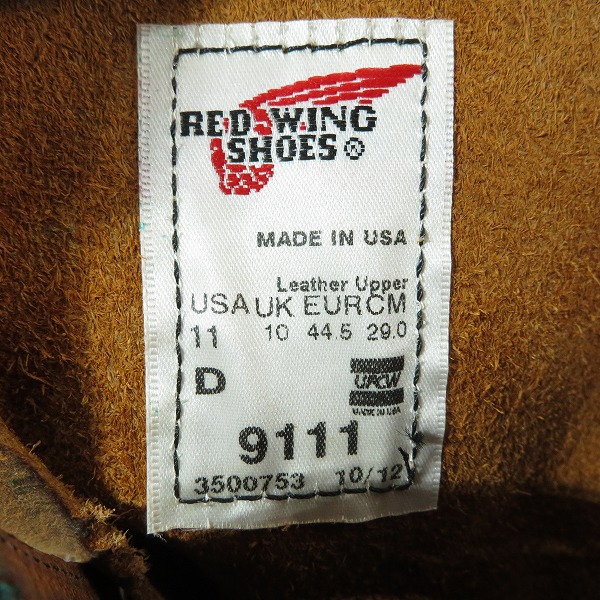 RED WING
SHOES ®
MADE IN USA
Leather Upper
USA UK EUR CM
11 10 44.5 29.0
D
UFCW
MADE IN U.S.A.
9111
3500753 10/12